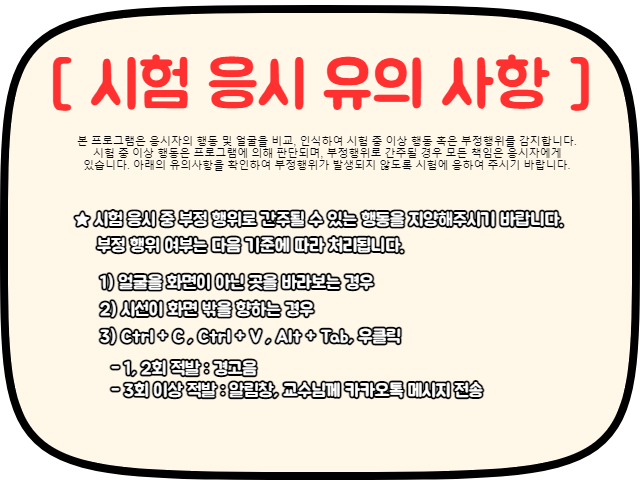 [ 시험 응시 유의 사항 ]
본 프로그램은 응시자의 행동 및 얼굴을 비교, 인식하여 시험 중 이상 행동 혹은 부정행위를 감지합니다.
시험 중 이상 행동은 프로그램에 의해 판단되며, 부정행위로 간주될 경우 모든 책임은 응시자에게
있습니다. 아래의 유의사항을 확인하여 부정행위가 발생되지 않도록 시험에 응하여 주시기 바랍니다.
★ 시험 응시 중 부정 행위로 간주될 수 있는 행동을 지양해주시기 바랍니다.
부정 행위 여부는 다음 기준에 따라 처리됩니다.
1) 얼굴을 화면이 아닌 곳을 바라보는 경우
2) 시선이 화면 밖을 향하는 경우
3) Ctrl + C , Ctrl + V , Alt + Tab, 우클릭
- 1, 2회 적발 : 경고음
- 3회 이상 적발 : 알림창, 교수님께 카카오톡 메시지 전송